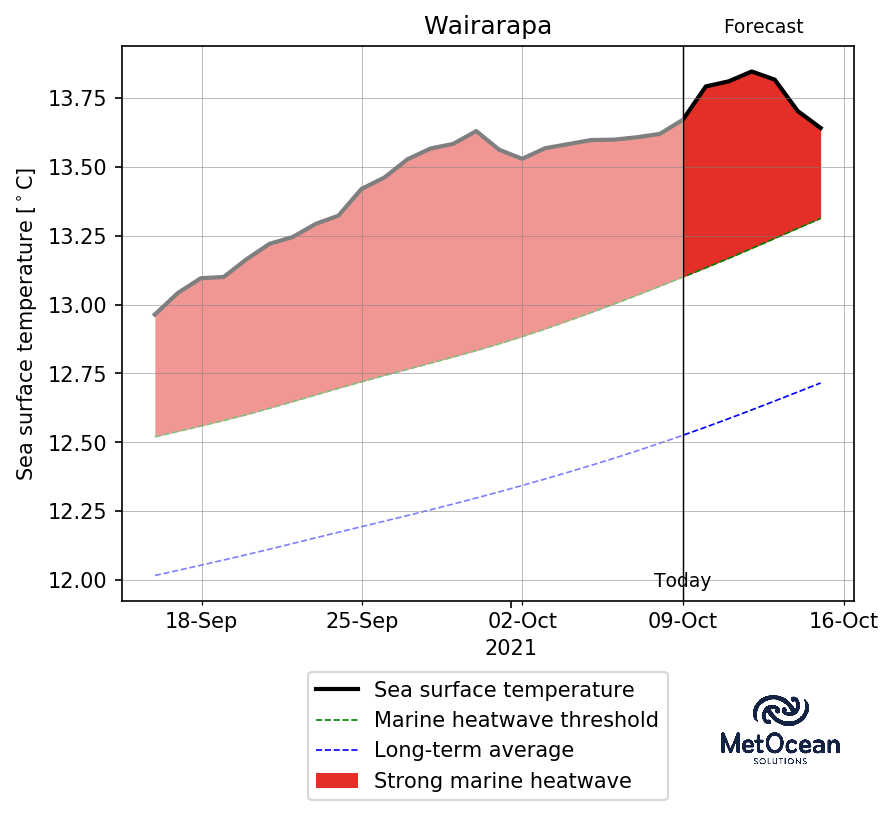 Wairarapa
Forecast
Sea surface temperature [°C]
13.75
13.50
13.25
13.00
12.75
12.50
12.25
12.00
Today
18-Sep
25-Sep
02-Oct
09-Oct
16-Oct
2021
Sea surface temperature
Marine heatwave threshold
Long-term average
Strong marine heatwave
MetOcean
SOLUTIONS